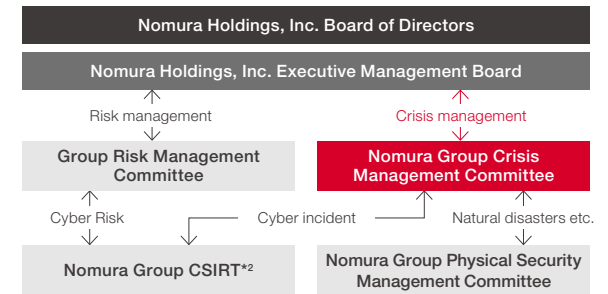 Nomura Holdings, Inc. Board of Directors
Nomura Holdings, Inc. Executive Management Board
Risk management
Crisis management
Group Risk Management
Committee
Nomura Group Crisis
Management Committee
Cyber Risk
Cyber incident
Natural disasters etc.
Nomura Group CSIRT*2
Nomura Group Physical Security
Management Committee